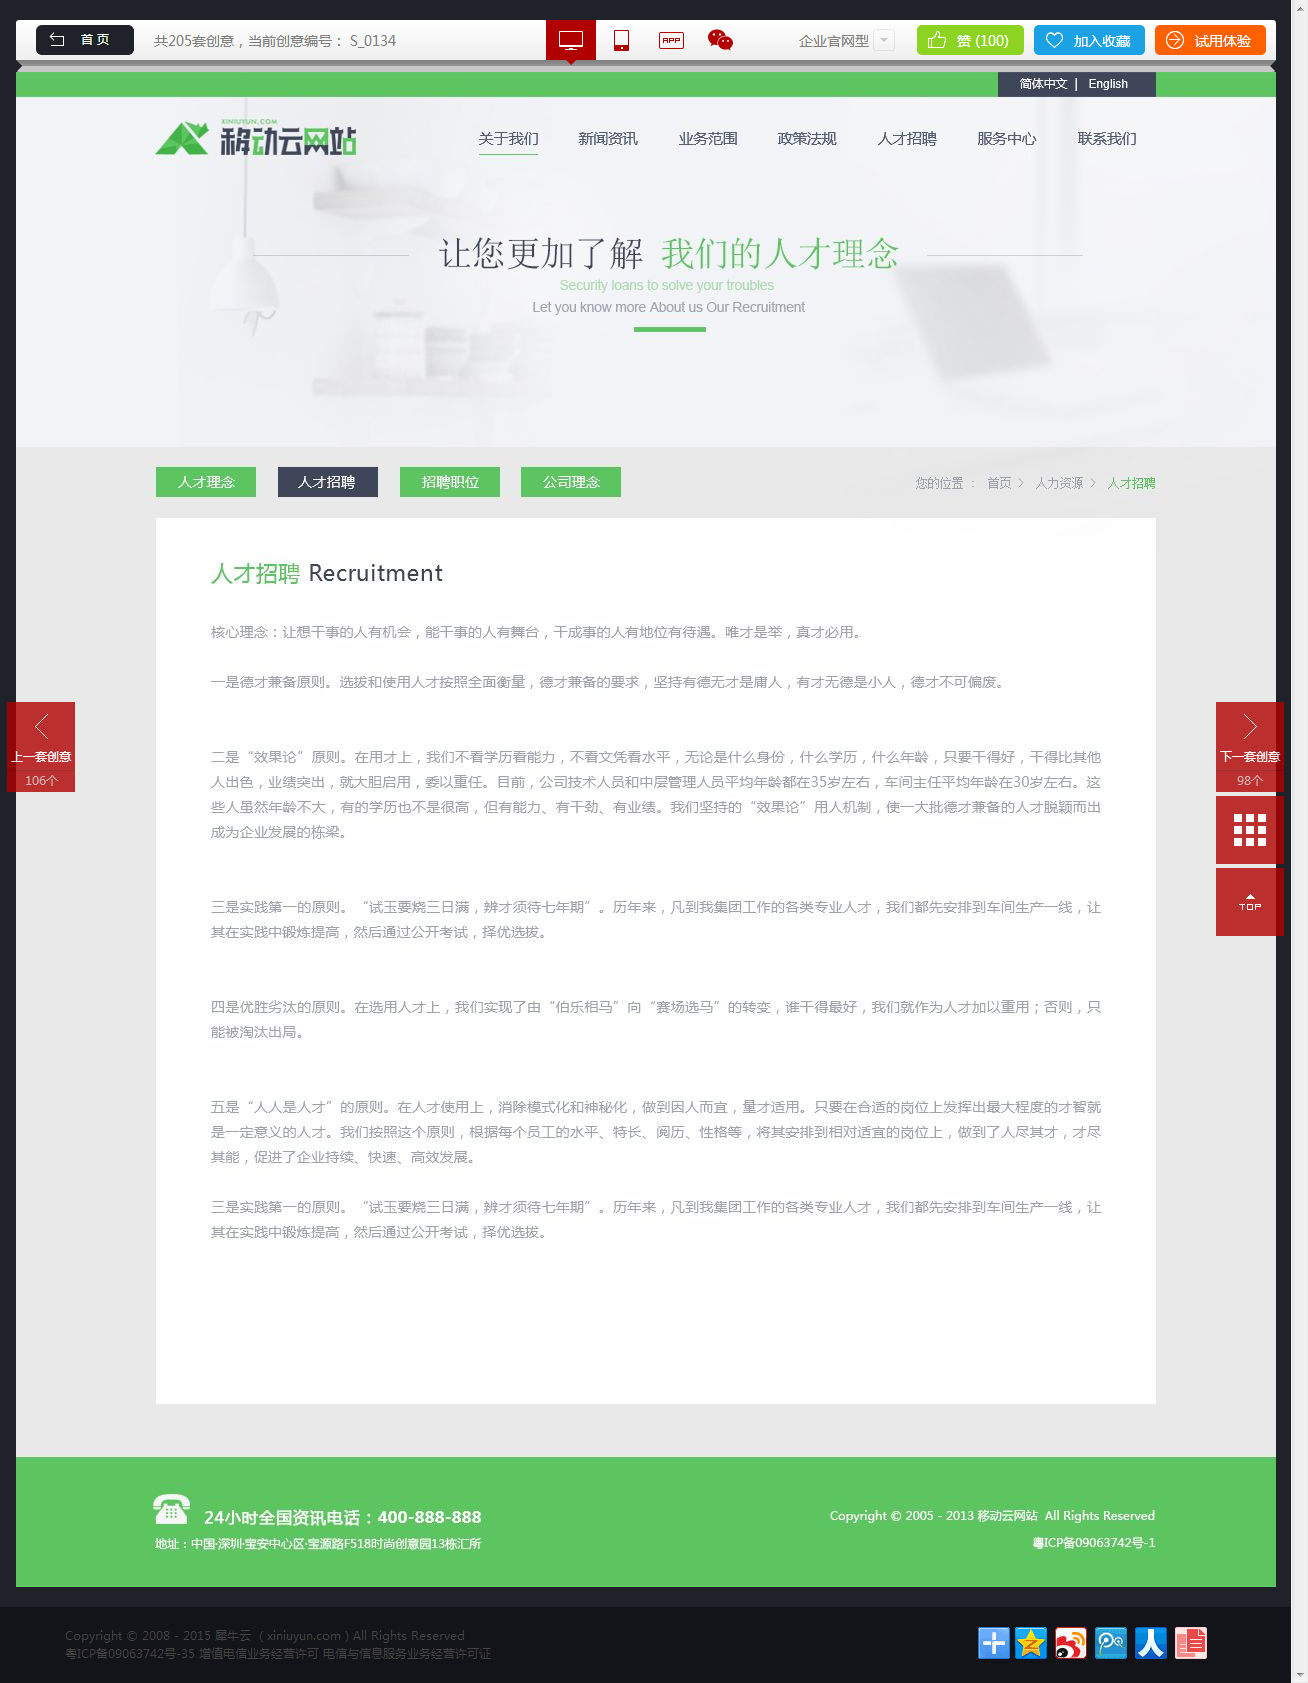 首 页
共205套创意，当前创意编号： S_0134
APP
企业官网型
赞 (100)
加入收藏
试用体验
简体中文 | English
XINIUYUN.COM
移动云网站
关于我们 新闻资讯 业务范围 政策法规 人才招聘 服务中心 联系我们
让您更加了解 我们的人才理念
Security loans to solve your troubles
Let you know more About us Our Recruitment
人才理念 人才招聘 招聘职位 公司理念
您的位置 ： 首页 > 人力资源 > 人才招聘
人才招聘 Recruitment
核心理念：让想干事的人有机会，能干事的人有舞台，干成事的人有地位有待遇。唯才是举，真才必用。
一是德才兼备原则。选拔和使用人才按照全面衡量，德才兼备的要求，坚持有德无才是庸人，有才无德是小人，德才不可偏废。
二是“效果论”原则。在用才上，我们不看学历看能力，不看文凭看水平，无论是什么身份，什么学历，什么年龄，只要干得好，干得比其他
人出色，业绩突出，就大胆启用，委以重任。目前，公司技术人员和中层管理人员平均年龄都在35岁左右，车间主任平均年龄在30岁左右。这
些人虽然年龄不大，有的学历也不是很高，但有能力、有干劲、有业绩。我们坚持的“效果论”用人机制，使一大批德才兼备的人才脱颖而出
成为企业发展的栋梁。
三是实践第一的原则。“试玉要烧三日满，辨才须待七年期”。历年来，凡到我集团工作的各类专业人才，我们都先安排到车间生产一线，让
其在实践中锻炼提高，然后通过公开考试，择优选拔。
四是优胜劣汰的原则。在选用人才上，我们实现了由“伯乐相马”向“赛场选马”的转变，谁干得最好，我们就作为人才加以重用；否则，只
能被淘汰出局。
五是“人人是人才”的原则。在人才使用上，消除模式化和神秘化，做到因人而宜，量才适用。只要在合适的岗位上发挥出最大程度的才智就
是一定意义的人才。我们按照这个原则，根据每个员工的水平、特长、阅历、性格等，将其安排到相对适宜的岗位上，做到了人尽其才，才尽
其能，促进了企业持续、快速、高效发展。
三是实践第一的原则。“试玉要烧三日满，辨才须待七年期”。历年来，凡到我集团工作的各类专业人才，我们都先安排到车间生产一线，让
其在实践中锻炼提高，然后通过公开考试，择优选拔。
上一套创意
106个
下一套创意
98个
TOP
24小时全国资讯电话：400-888-888
地址：中国·深圳·宝安中心区·宝源路F518时尚创意园13栋汇所
Copyright © 2005 - 2013 移动云网站 All Rights Reserved
粤ICP备09063742号-1
Copyright © 2008 - 2015 犀牛云 ( xiniuyun.com ) All Rights Reserved
粤ICP备09063742号-35 增值电信业务经营许可 电信与信息服务业务经营许可证